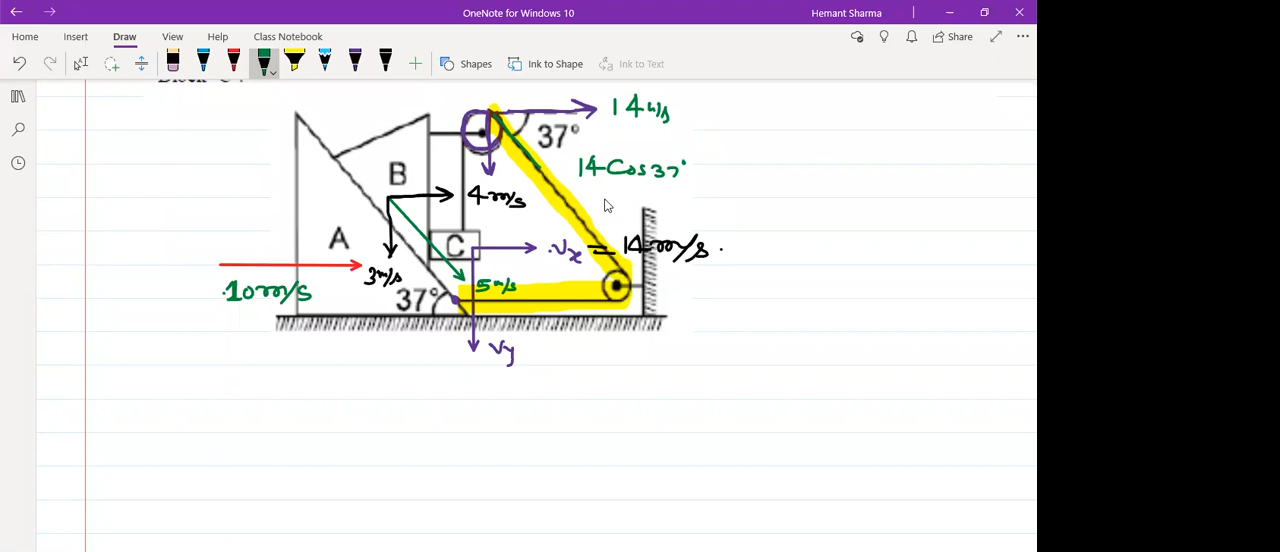 OneNote for Windows 10
Hemant Sharma
Home Insert Draw View Help Class Notebook
Share
Shapes Ink to Shape Ink to Text
14 m/s
37°
B
14 Cos 37°
4 m/s
A
C
Vx = 14 m/s.
3 m/s
10 m/s
37°
5 m/s
Vy